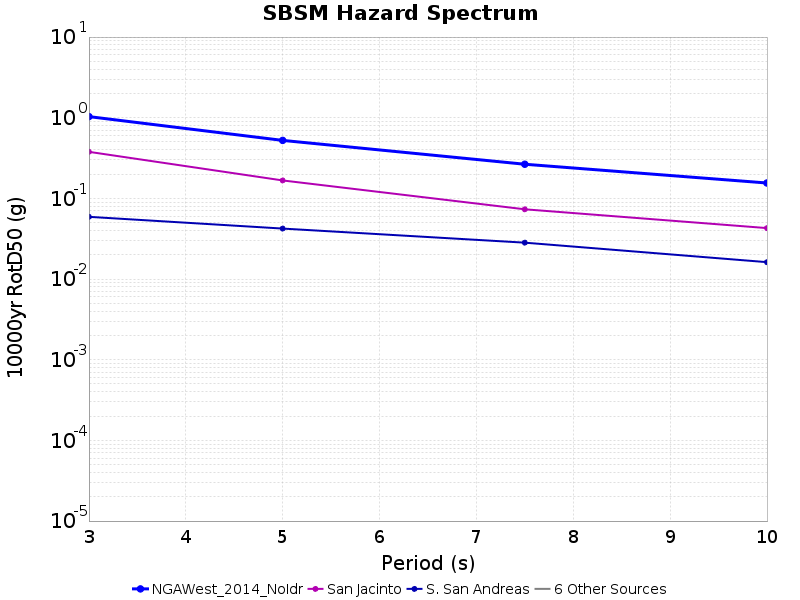 SBSM Hazard Spectrum
10^1
10^0
10^-1
10^-2
10^-3
10^-4
10^-5
10000yr RotD50 (g)
3 4 5 6 7 8 9 10
Period (s)
NGAWest_2014_NoIdr San Jacinto S. San Andreas 6 Other Sources